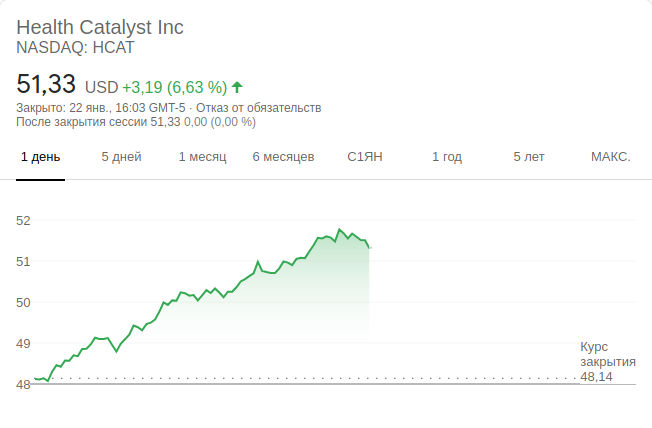 Health Catalyst Inc
NASDAQ: HCAT
51,33 USD +3,19 (6,63 %)
Закрыто: 22 янв., 16:03 GMT-5 · Отказ от обязательств
После закрытия сессии 51,33 0,00 (0,00 %)
1 день 5 дней 1 месяц 6 месяцев С1ЯН 1 год 5 лет МАКС.
52
51
50
49
48
Курс
закрытия
48,14